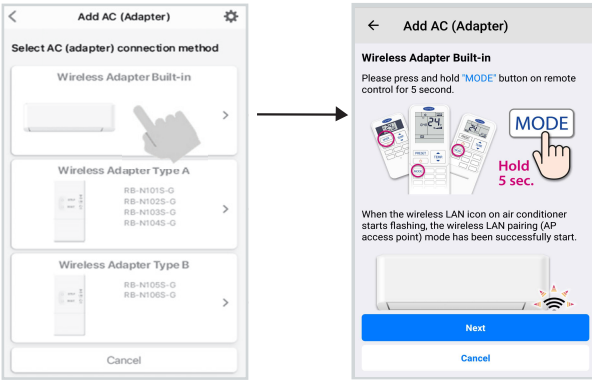 Add AC (Adapter)
Select AC (adapter) connection method
Wireless Adapter Built-in
Wireless Adapter Type A
RB-N101S-G
RB-N102S-G
RB-N103S-G
RB-N104S-G
Wireless Adapter Type B
RB-N105S-G
RB-N106S-G
Cancel
Add AC (Adapter)
Wireless Adapter Built-in
Please press and hold "MODE" button on remote
control for 5 second.
MODE
Hold
5 sec.
When the wireless LAN icon on air conditioner
starts flashing, the wireless LAN pairing (AP
access point) mode has been successfully start.
Next
Cancel